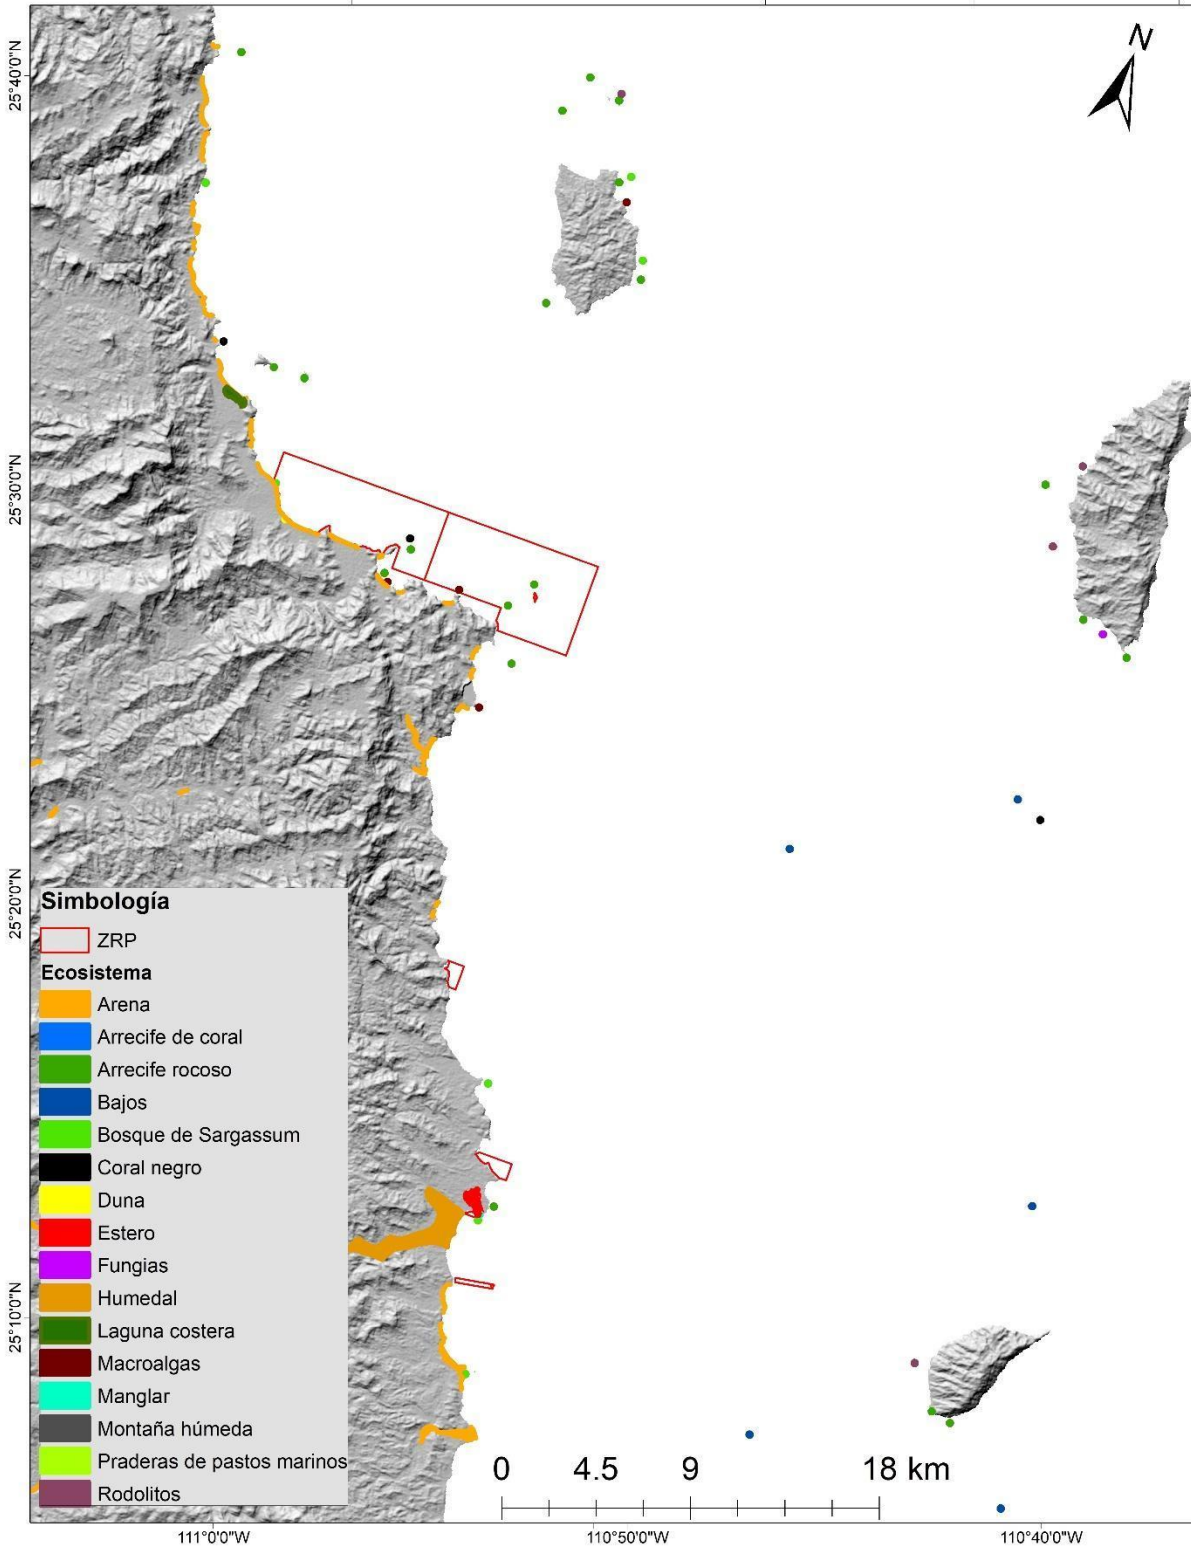 N
25°40'0"N
25°30'0"N
25°20'0"N
25°10'0"N
Simbología
ZRP
Ecosistema
Arena
Arrecife de coral
Arrecife rocoso
Bajos
Bosque de Sargassum
Coral negro
Duna
Estero
Fungias
Humedal
Laguna costera
Macroalgas
Manglar
Montaña húmeda
Praderas de pastos marinos
Rodolitos
0 4.5 9 18 km
111°0'0"W 110°50'0"W 110°40'0"W